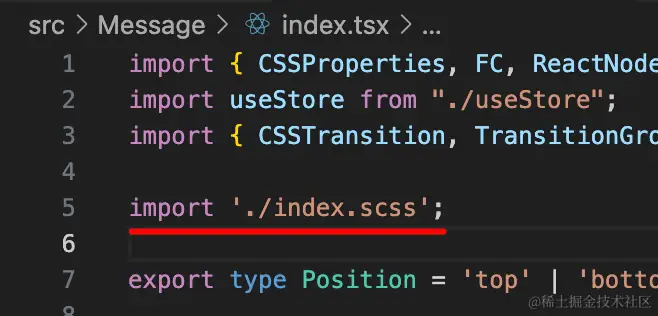 src > Message > index.tsx > ...
1 import { CSSProperties, FC, ReactNode
2 import useStore from "./useStore";
3 import { CSSTransition, TransitionGro
4
5 import './index.scss';
6
7 export type Position = 'top' | 'botto
8
@稀土掘金技术社区